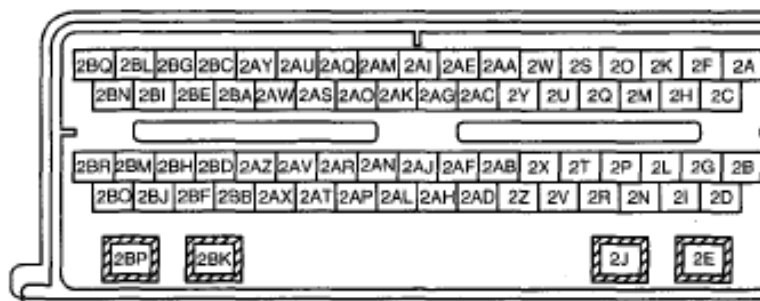 2BQ 2BL 2BG 2BC 2AY 2AU 2AQ 2AM 2AI 2AE 2AA 2W 2S 2O 2K 2F 2A
2BN 2BI 2BE 2BA 2AW 2AS 2AO 2AK 2AG 2AC 2Y 2U 2Q 2M 2H 2C
2BR 2BM 2BH 2BD 2AZ 2AV 2AR 2AN 2AJ 2AF 2AB 2X 2T 2P 2L 2G 2B
2BO 2BJ 2BF 2BB 2AX 2AT 2AP 2AL 2AH 2AD 2Z 2V 2R 2N 2I 2D
2BP 2BK 2J 2E